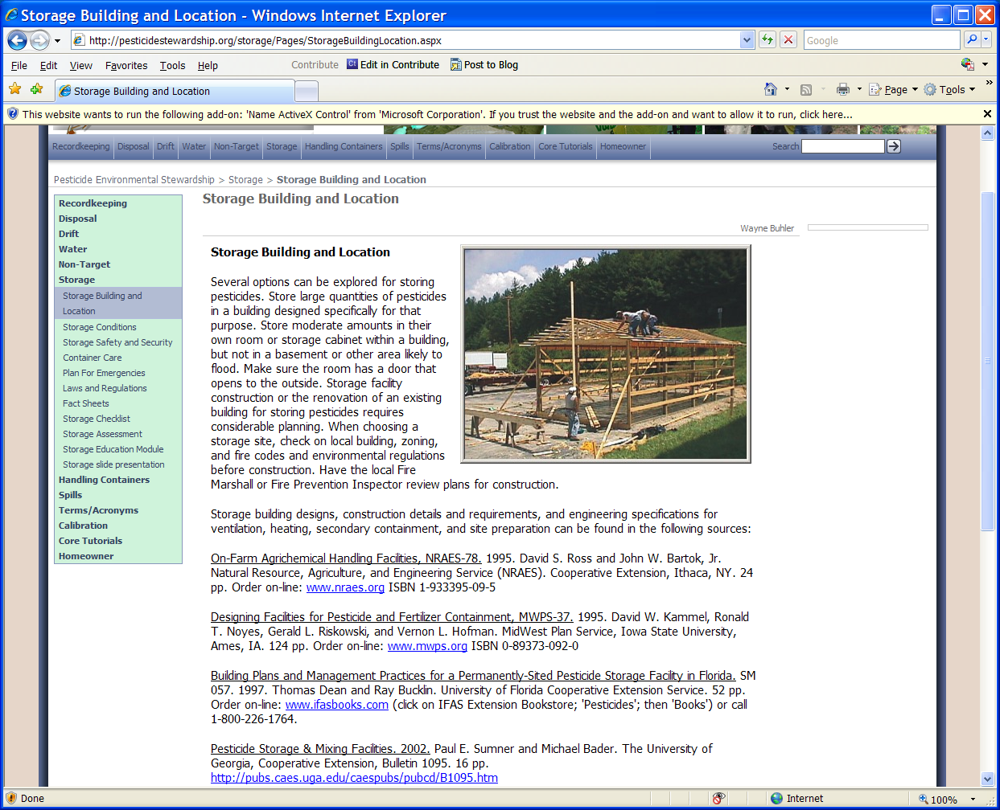 Storage Building and Location - Windows Internet Explorer
http://pesticidestewardship.org/storage/Pages/StorageBuildingLocation.aspx
Google
File Edit View Favorites Tools Help Contribute Edit in Contribute Post to Blog
Storage Building and Location Page Tools
This website wants to run the following add-on: 'Name ActiveX Control' from 'Microsoft Corporation'. If you trust the website and the add-on and want to allow it to run, click here...
Recordkeeping Disposal Drift Water Non-Target Storage Handling Containers Spills Terms/Acronyms Calibration Core Tutorials Homeowner Search
Pesticide Environmental Stewardship > Storage > Storage Building and Location
Recordkeeping
Disposal
Drift
Water
Non-Target
Storage
Storage Building and
Location
Storage Conditions
Storage Safety and Security
Container Care
Plan For Emergencies
Laws and Regulations
Fact Sheets
Storage Checklist
Storage Assessment
Storage Education Module
Storage slide presentation
Handling Containers
Spills
Terms/Acronyms
Calibration
Core Tutorials
Homeowner
Storage Building and Location
Wayne Buhler
Storage Building and Location
Several options can be explored for storing
pesticides. Store large quantities of pesticides
in a building designed specifically for that
purpose. Store moderate amounts in their
own room or storage cabinet within a building,
but not in a basement or other area likely to
flood. Make sure the room has a door that
opens to the outside. Storage facility
construction or the renovation of an existing
building for storing pesticides requires
considerable planning. When choosing a
storage site, check on local building, zoning,
and fire codes and environmental regulations
before construction. Have the local Fire
Marshall or Fire Prevention Inspector review plans for construction.
Storage building designs, construction details and requirements, and engineering specifications for
ventilation, heating, secondary containment, and site preparation can be found in the following sources:
On-Farm Agrichemical Handling Facilities, NRAES-78. 1995. David S. Ross and John W. Bartok, Jr.
Natural Resource, Agriculture, and Engineering Service (NRAES). Cooperative Extension, Ithaca, NY. 24
pp. Order on-line: www.nraes.org ISBN 1-933395-09-5
Designing Facilities for Pesticide and Fertilizer Containment, MWPS-37. 1995. David W. Kammel, Ronald
T. Noyes, Gerald L. Riskowski, and Vernon L. Hofman. MidWest Plan Service, Iowa State University,
Ames, IA. 124 pp. Order on-line: www.mwps.org ISBN 0-89373-092-0
Building Plans and Management Practices for a Permanently-Sited Pesticide Storage Facility in Florida. SM
057. 1997. Thomas Dean and Ray Bucklin. University of Florida Cooperative Extension Service. 52 pp.
Order on-line: www.ifasbooks.com (click on IFAS Extension Bookstore; 'Pesticides'; then 'Books') or call
1-800-226-1764.
Pesticide Storage & Mixing Facilities. 2002. Paul E. Sumner and Michael Bader. The University of
Georgia, Cooperative Extension, Bulletin 1095. 16 pp.
http://pubs.caes.uga.edu/caespubs/pubcd/B1095.htm
Done Internet 100%